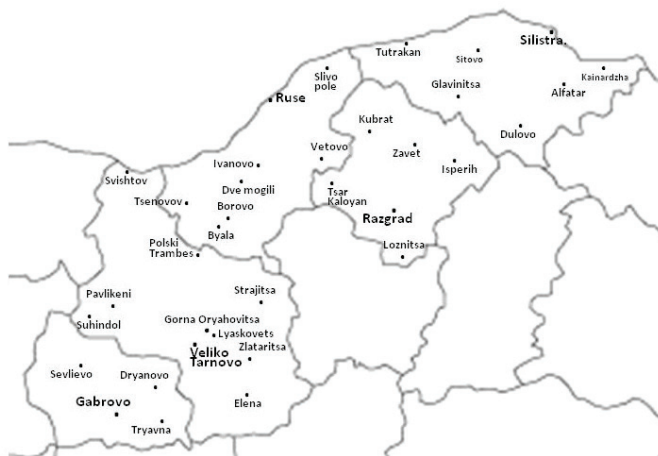 Silistra.
Tutrakan
Sitovo
Slivo
pole
Kainardzha
Glavinitsa
Alfatar
Ruse
Kubrat
Dulovo
Vetovo
Zavet
Ivanovo
Isperih
Svishtov
Dve mogili
Tsar
Kaloyan
Tsenovov
Borovo
Razgrad
Byala
Polski
Trambes
Loznitsa
Pavlikeni
Strajitsa
Suhindol
Gorna Oryahovitsa
Lyaskovets
Veliko
Tarnovo
Zlataritsa
Sevlievo
Dryanovo
Gabrovo
Elena
Tryavna